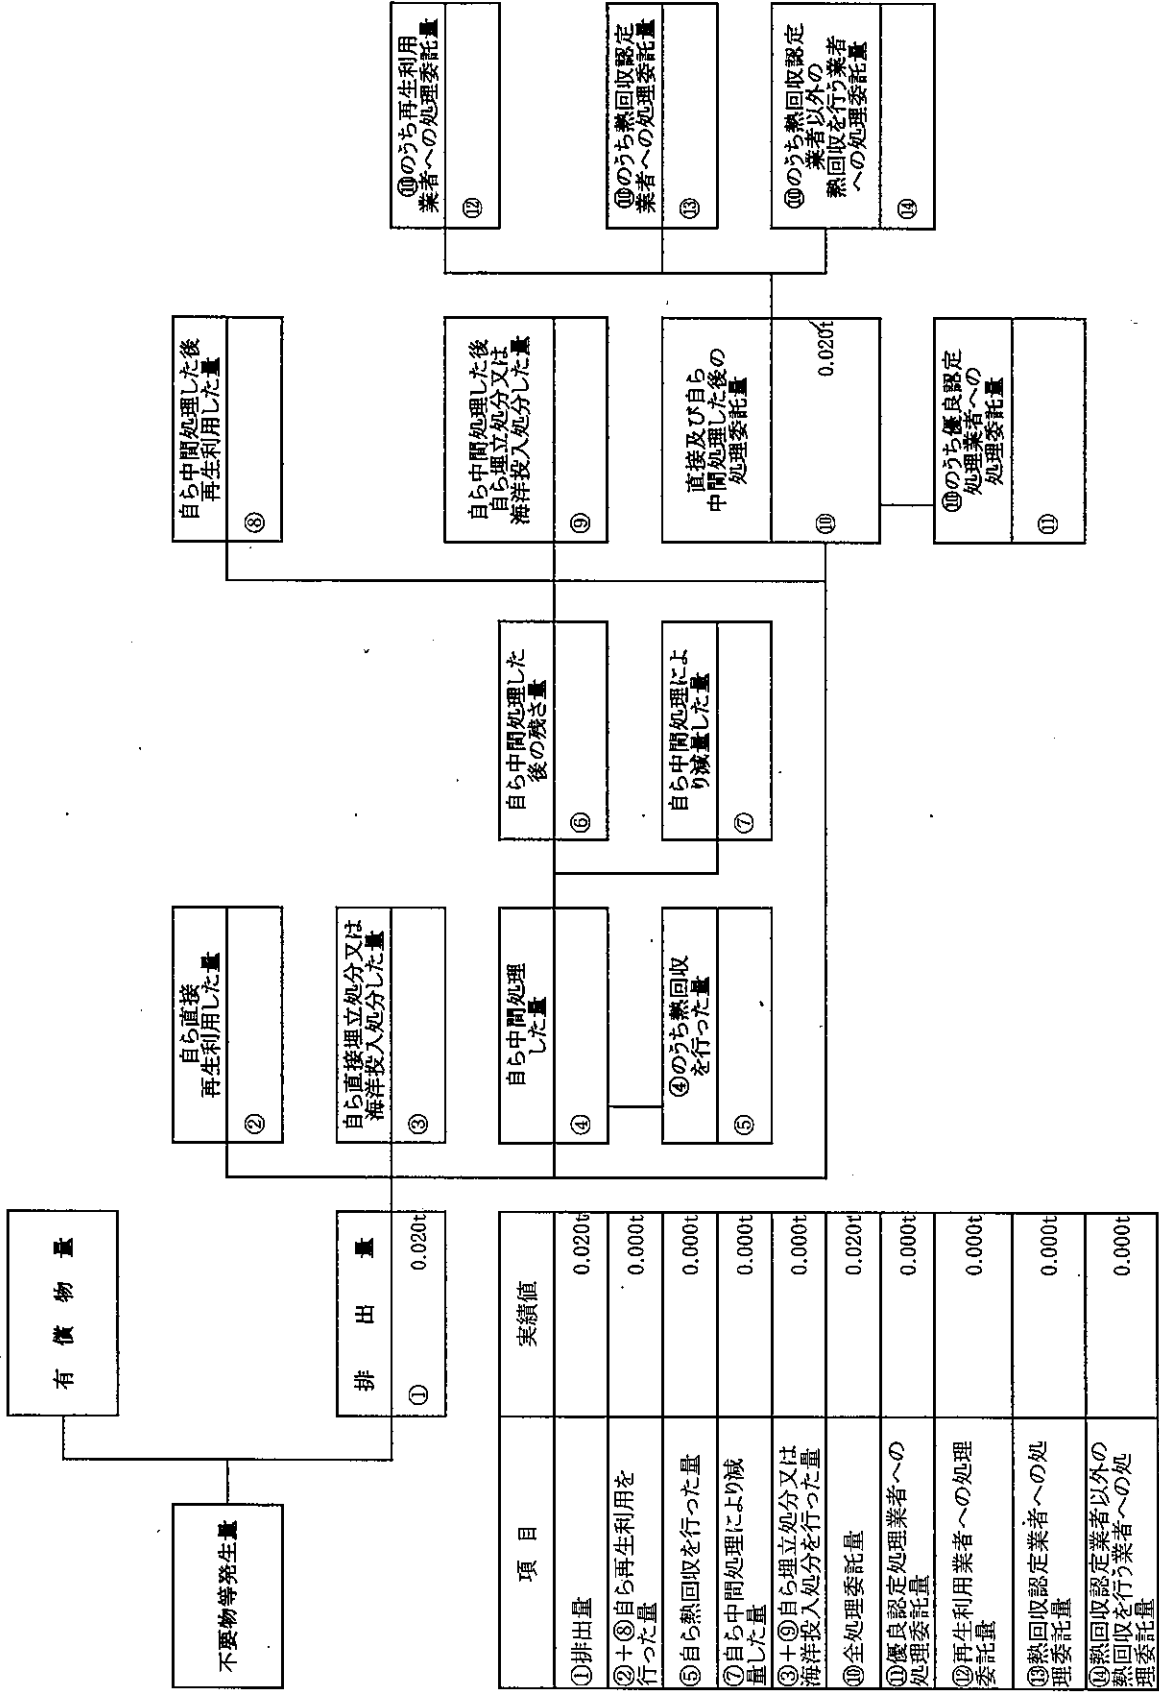 不要物等発生量
有償物量
排出量
① 0.020t
自ら直接
再生利用した量
②
自ら直接埋立処分又は
海洋投入処分した量
③
自ら中間処理
した量
④
④のうち熱回収
を行った量
⑤
自ら中間処理した
後の残さ量
⑥
自ら中間処理によ
り減量した量
⑦
自ら中間処理した後
再生利用した量
⑧
自ら中間処理した後
自ら埋立処分又は
海洋投入処分した量
⑨
直接及び自ら
中間処理した後の
処理委託量
⑩ 0.020t
⑩のうち優良認定
処理業者への
処理委託量
⑪
⑩のうち再生利用
業者への処理委託量
⑫
⑩のうち熱回収認定
業者への処理委託量
⑬
⑩のうち熱回収認定
業者以外の
熱回収を行う業者
への処理委託量
⑭
項目 実績値
①排出量 0.020t
②＋⑧自ら再生利用を
行った量 0.000t
⑤自ら熱回収を行った量 0.000t
⑦自ら中間処理により減
量した量 0.000t
③＋⑨自ら埋立処分又は
海洋投入処分を行った量 0.000t
⑩全処理委託量 0.020t
⑪優良認定処理業者への
処理委託量 0.000t
⑫再生利用業者への処理
委託量 0.000t
⑬熱回収認定業者への処
理委託量 0.000t
⑭熱回収認定業者以外の
熱回収を行う業者への処
理委託量 0.000t